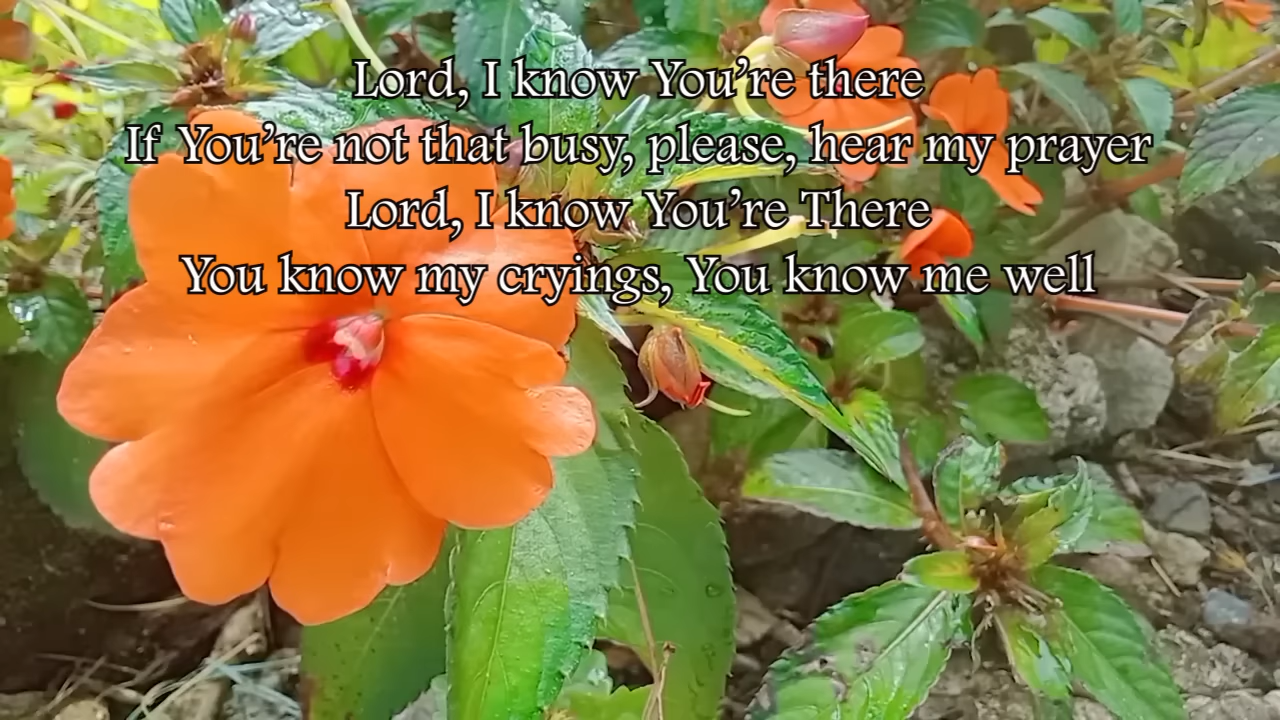 Lord, I know You’re there
If You’re not that busy, please, hear my prayer
Lord, I know You’re There
You know my cryings, You know me well